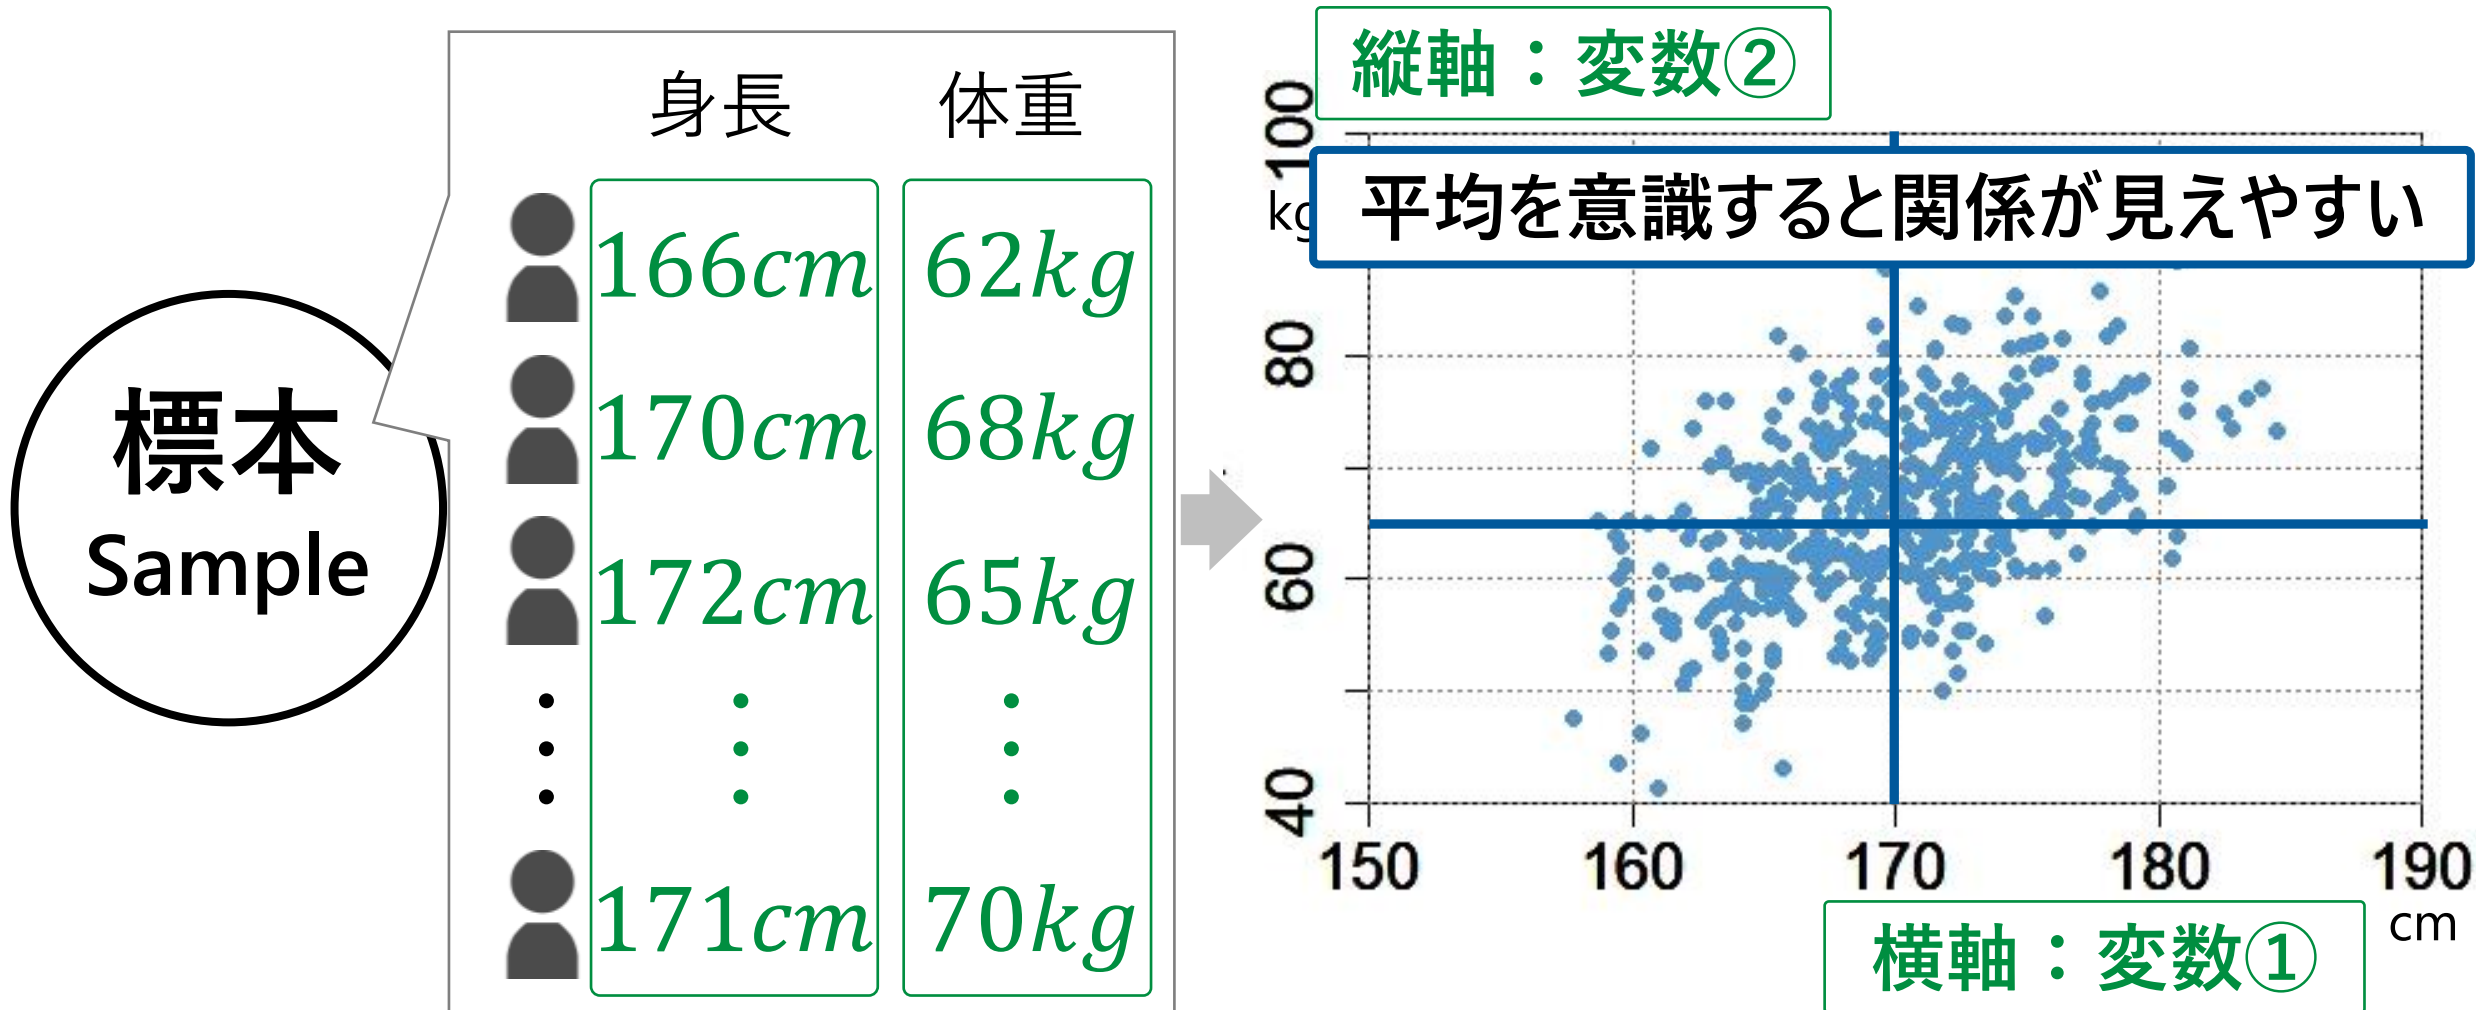 標本
Sample
身長 体重
166cm 62kg
170cm 68kg
172cm 65kg
171cm 70kg
縦軸：変数②
平均を意識すると関係が見えやすい
100
kg
80
60
40
150 160 170 180 190
cm
横軸：変数①